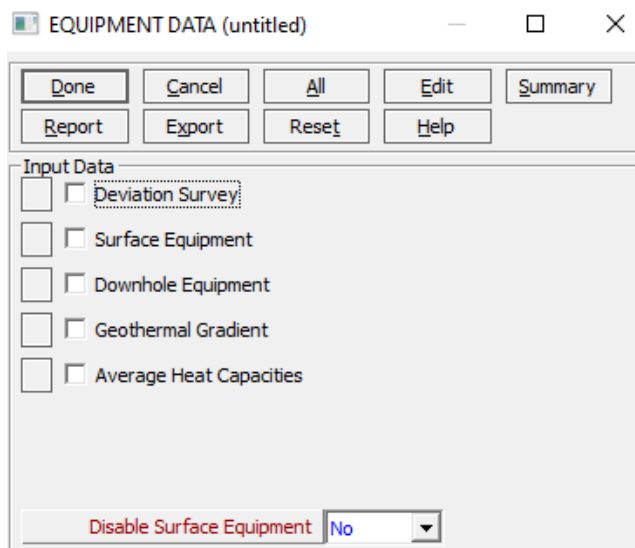 EQUIPMENT DATA (untitled)
Done Cancel All Edit Summary
Report Export Reset Help
Input Data
Deviation Survey
Surface Equipment
Downhole Equipment
Geothermal Gradient
Average Heat Capacities
Disable Surface Equipment No